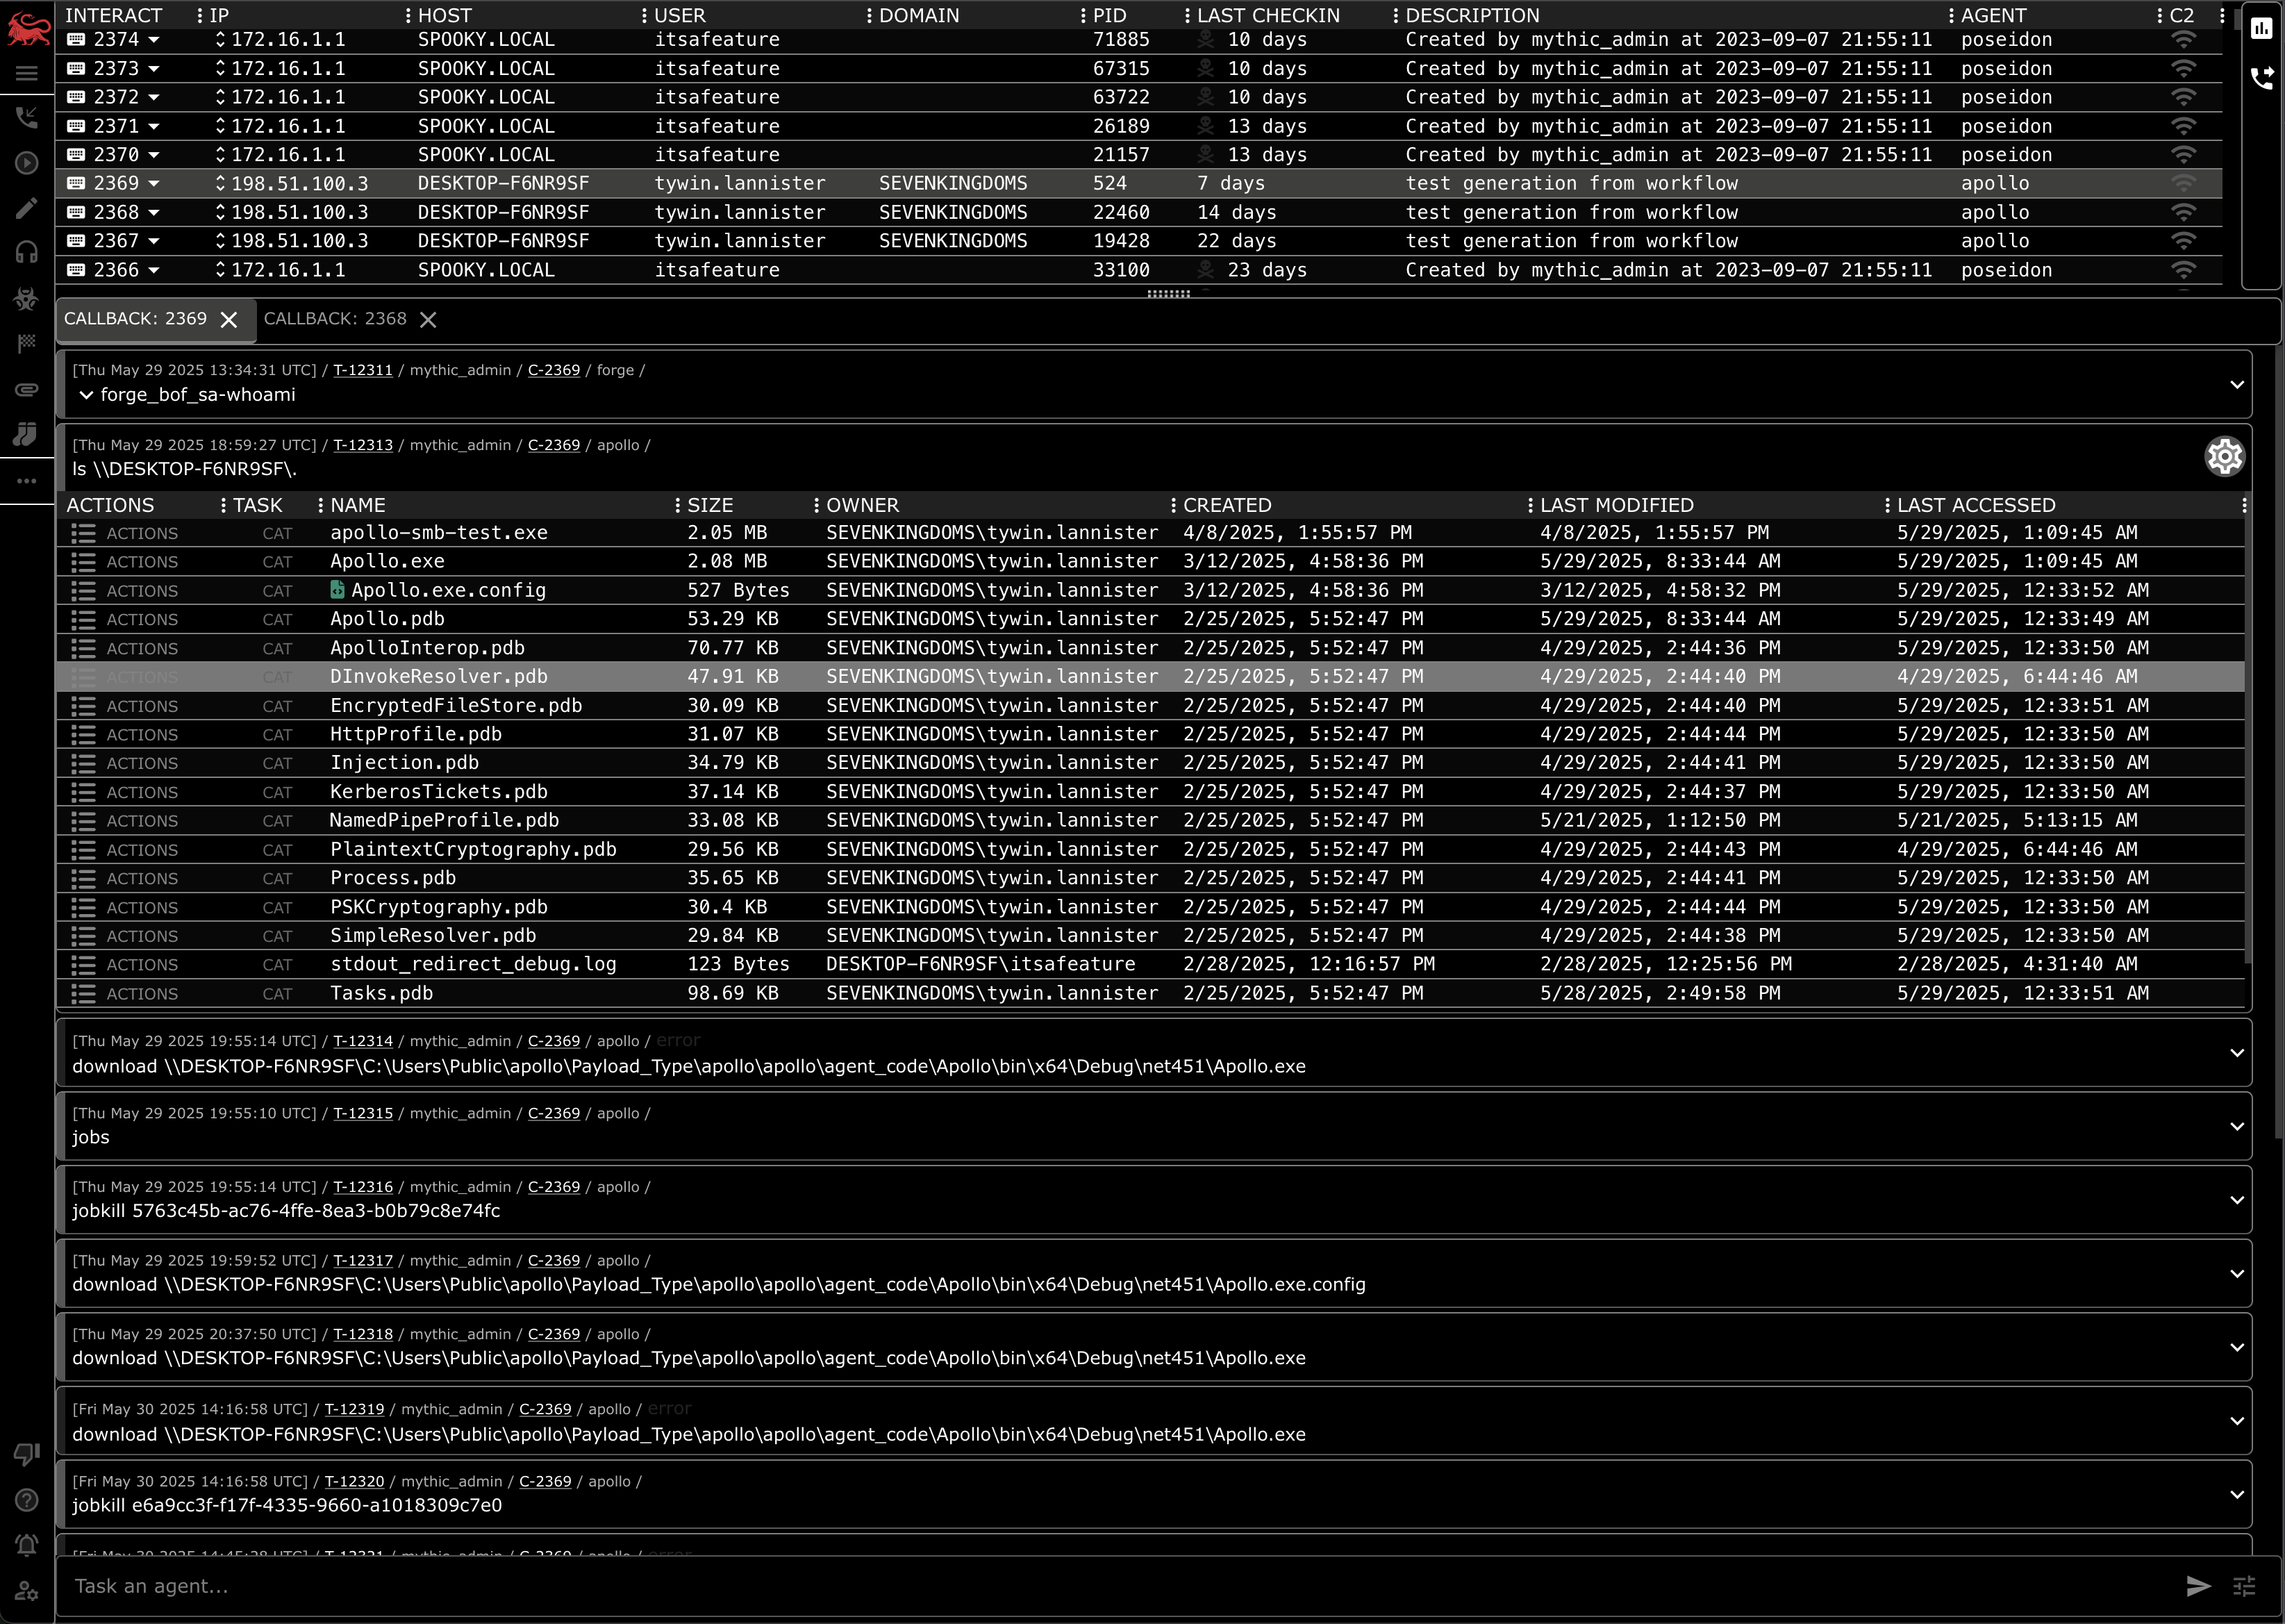 INTERACT IP HOST USER DOMAIN PID LAST CHECKIN DESCRIPTION AGENT C2
2374 172.16.1.1 SPOOKY.LOCAL itsafeature 71885 10 days Created by mythic_admin at 2023-09-07 21:55:11 poseidon
2373 172.16.1.1 SPOOKY.LOCAL itsafeature 67315 10 days Created by mythic_admin at 2023-09-07 21:55:11 poseidon
2372 172.16.1.1 SPOOKY.LOCAL itsafeature 63722 10 days Created by mythic_admin at 2023-09-07 21:55:11 poseidon
2371 172.16.1.1 SPOOKY.LOCAL itsafeature 26189 13 days Created by mythic_admin at 2023-09-07 21:55:11 poseidon
2370 172.16.1.1 SPOOKY.LOCAL itsafeature 21157 13 days Created by mythic_admin at 2023-09-07 21:55:11 poseidon
2369 198.51.100.3 DESKTOP-F6NR9SF tywin.lannister SEVENKINGDOMS 524 7 days test generation from workflow apollo
2368 198.51.100.3 DESKTOP-F6NR9SF tywin.lannister SEVENKINGDOMS 22460 14 days test generation from workflow apollo
2367 198.51.100.3 DESKTOP-F6NR9SF tywin.lannister SEVENKINGDOMS 19428 22 days test generation from workflow apollo
2366 172.16.1.1 SPOOKY.LOCAL itsafeature 33100 23 days Created by mythic_admin at 2023-09-07 21:55:11 poseidon
CALLBACK: 2369 CALLBACK: 2368
[Thu May 29 2025 13:34:31 UTC] / T-12311 / mythic_admin / C-2369 / forge /
forge_bof_sa-whoami
[Thu May 29 2025 18:59:27 UTC] / T-12313 / mythic_admin / C-2369 / apollo /
ls \\DESKTOP-F6NR9SF\.
ACTIONS TASK NAME SIZE OWNER CREATED LAST MODIFIED LAST ACCESSED
ACTIONS CAT apollo-smb-test.exe 2.05 MB SEVENKINGDOMS\tywin.lannister 4/8/2025, 1:55:57 PM 4/8/2025, 1:55:57 PM 5/29/2025, 1:09:45 AM
ACTIONS CAT Apollo.exe 2.08 MB SEVENKINGDOMS\tywin.lannister 3/12/2025, 4:58:36 PM 5/29/2025, 8:33:44 AM 5/29/2025, 1:09:45 AM
ACTIONS CAT Apollo.exe.config 527 Bytes SEVENKINGDOMS\tywin.lannister 3/12/2025, 4:58:36 PM 3/12/2025, 4:58:32 PM 5/29/2025, 12:33:52 AM
ACTIONS CAT Apollo.pdb 53.29 KB SEVENKINGDOMS\tywin.lannister 2/25/2025, 5:52:47 PM 5/29/2025, 8:33:44 AM 5/29/2025, 12:33:49 AM
ACTIONS CAT ApolloInterop.pdb 70.77 KB SEVENKINGDOMS\tywin.lannister 2/25/2025, 5:52:47 PM 4/29/2025, 2:44:36 PM 5/29/2025, 12:33:50 AM
ACTIONS CAT DInvokeResolver.pdb 47.91 KB SEVENKINGDOMS\tywin.lannister 2/25/2025, 5:52:47 PM 4/29/2025, 2:44:40 PM 4/29/2025, 6:44:46 AM
ACTIONS CAT EncryptedFileStore.pdb 30.09 KB SEVENKINGDOMS\tywin.lannister 2/25/2025, 5:52:47 PM 4/29/2025, 2:44:40 PM 5/29/2025, 12:33:51 AM
ACTIONS CAT HttpProfile.pdb 31.07 KB SEVENKINGDOMS\tywin.lannister 2/25/2025, 5:52:47 PM 4/29/2025, 2:44:44 PM 5/29/2025, 12:33:50 AM
ACTIONS CAT Injection.pdb 34.79 KB SEVENKINGDOMS\tywin.lannister 2/25/2025, 5:52:47 PM 4/29/2025, 2:44:41 PM 5/29/2025, 12:33:50 AM
ACTIONS CAT KerberosTickets.pdb 37.14 KB SEVENKINGDOMS\tywin.lannister 2/25/2025, 5:52:47 PM 4/29/2025, 2:44:37 PM 5/29/2025, 12:33:50 AM
ACTIONS CAT NamedPipeProfile.pdb 33.08 KB SEVENKINGDOMS\tywin.lannister 2/25/2025, 5:52:47 PM 5/21/2025, 1:12:50 PM 5/21/2025, 5:13:15 AM
ACTIONS CAT PlaintextCryptography.pdb 29.56 KB SEVENKINGDOMS\tywin.lannister 2/25/2025, 5:52:47 PM 4/29/2025, 2:44:43 PM 4/29/2025, 6:44:46 AM
ACTIONS CAT Process.pdb 35.65 KB SEVENKINGDOMS\tywin.lannister 2/25/2025, 5:52:47 PM 4/29/2025, 2:44:41 PM 5/29/2025, 12:33:50 AM
ACTIONS CAT PSKCryptography.pdb 30.4 KB SEVENKINGDOMS\tywin.lannister 2/25/2025, 5:52:47 PM 4/29/2025, 2:44:44 PM 5/29/2025, 12:33:50 AM
ACTIONS CAT SimpleResolver.pdb 29.84 KB SEVENKINGDOMS\tywin.lannister 2/25/2025, 5:52:47 PM 4/29/2025, 2:44:38 PM 5/29/2025, 12:33:50 AM
ACTIONS CAT stdout_redirect_debug.log 123 Bytes DESKTOP-F6NR9SF\itsafeature 2/28/2025, 12:16:57 PM 2/28/2025, 12:25:56 PM 2/28/2025, 4:31:40 AM
ACTIONS CAT Tasks.pdb 98.69 KB SEVENKINGDOMS\tywin.lannister 2/25/2025, 5:52:47 PM 5/28/2025, 2:49:58 PM 5/29/2025, 12:33:51 AM
[Thu May 29 2025 19:55:14 UTC] / T-12314 / mythic_admin / C-2369 / apollo / error
download \\DESKTOP-F6NR9SF\C:\Users\Public\apollo\Payload_Type\apollo\apollo\agent_code\Apollo\bin\x64\Debug\net451\Apollo.exe
[Thu May 29 2025 19:55:10 UTC] / T-12315 / mythic_admin / C-2369 / apollo /
jobs
[Thu May 29 2025 19:55:14 UTC] / T-12316 / mythic_admin / C-2369 / apollo /
jobkill 5763c45b-ac76-4ffe-8ea3-b0b79c8e74fc
[Thu May 29 2025 19:59:52 UTC] / T-12317 / mythic_admin / C-2369 / apollo /
download \\DESKTOP-F6NR9SF\C:\Users\Public\apollo\Payload_Type\apollo\apollo\agent_code\Apollo\bin\x64\Debug\net451\Apollo.exe.config
[Thu May 29 2025 20:37:50 UTC] / T-12318 / mythic_admin / C-2369 / apollo /
download \\DESKTOP-F6NR9SF\C:\Users\Public\apollo\Payload_Type\apollo\apollo\agent_code\Apollo\bin\x64\Debug\net451\Apollo.exe
[Fri May 30 2025 14:16:58 UTC] / T-12319 / mythic_admin / C-2369 / apollo / error
download \\DESKTOP-F6NR9SF\C:\Users\Public\apollo\Payload_Type\apollo\apollo\agent_code\Apollo\bin\x64\Debug\net451\Apollo.exe
[Fri May 30 2025 14:16:58 UTC] / T-12320 / mythic_admin / C-2369 / apollo /
jobkill e6a9cc3f-f17f-4335-9660-a1018309c7e0
[Fri May 30 2025 14:45:28 UTC] / T-12321 / mythic_admin / C-2369 / apollo / error
Task an agent...